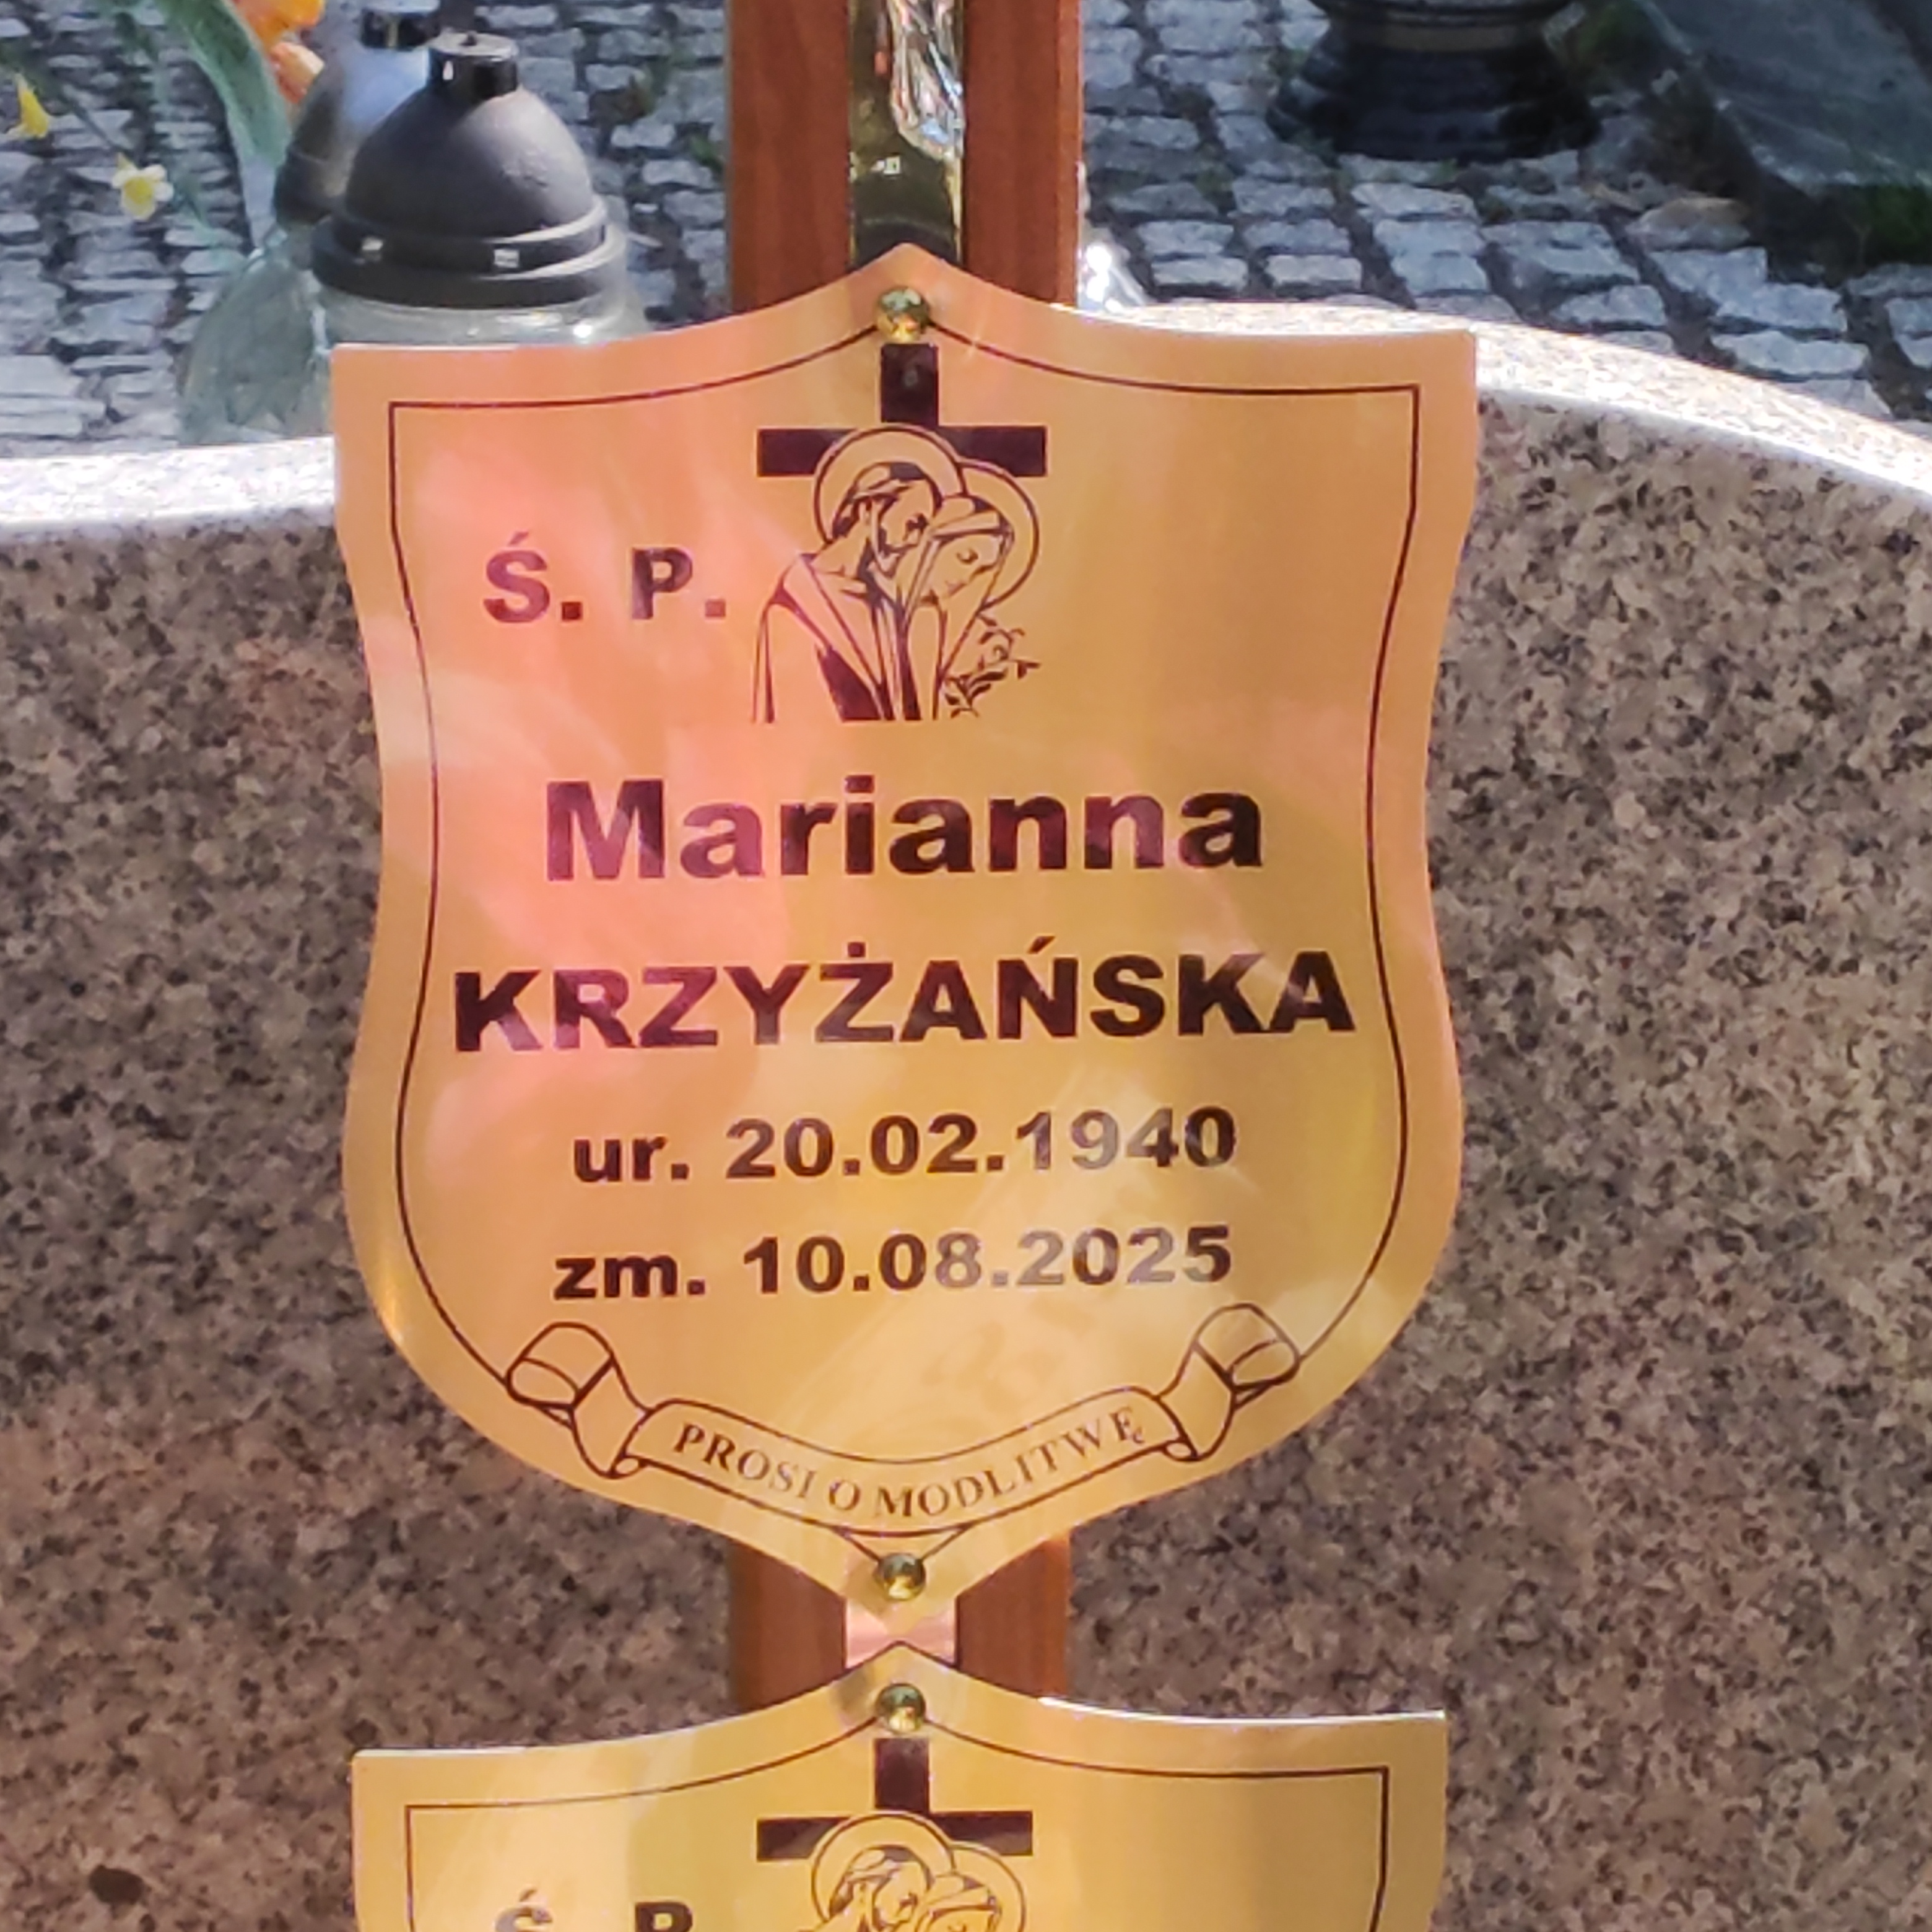 Ś. P.
Marianna
KRZYŻAŃSKA
ur. 20.02.1940
zm. 10.08.2025
PROSI O MODLITWĘ
Ś. P.